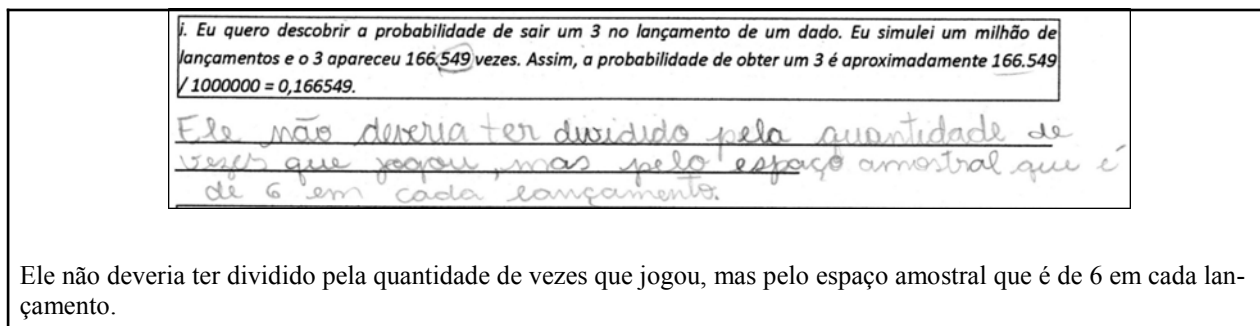 i. Eu quero descobrir a probabilidade de sair um 3 no lançamento de um dado. Eu simulei um milhão de
lançamentos e o 3 apareceu 166.549 vezes. Assim, a probabilidade de obter um 3 é aproximadamente 166.549
/ 1000000 = 0,166549.
Ele não deveria ter dividido pela quantidade de
vezes que jogou, mas pelo espaço amostral que é
de 6 em cada lançamento.
Ele não deveria ter dividido pela quantidade de vezes que jogou, mas pelo espaço amostral que é de 6 em cada lan-
çamento.